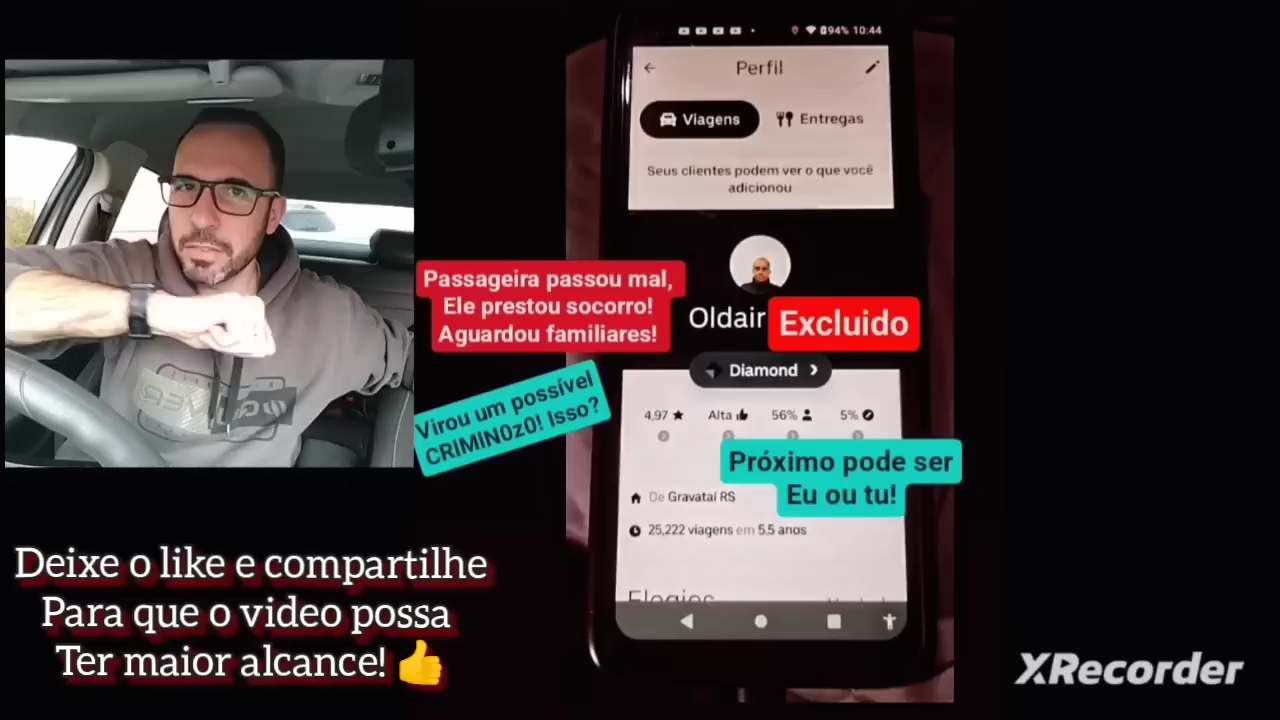 94% 10:44
Perfil
Viagens
Entregas
Seus clientes podem ver o que você
adicionou
Passageira passou mal,
Ele prestou socorro!
Aguardou familiares!
Oldair
Excluido
Diamond
Virou um possível
CRIMIN0z0! Isso?
4,97 Alta 56% 5%
Próximo pode ser
Eu ou tu!
De Gravataí RS
25,222 viagens em 5.5 anos
Deixe o like e compartilhe
Para que o video possa
Ter maior alcance!
XRecorder